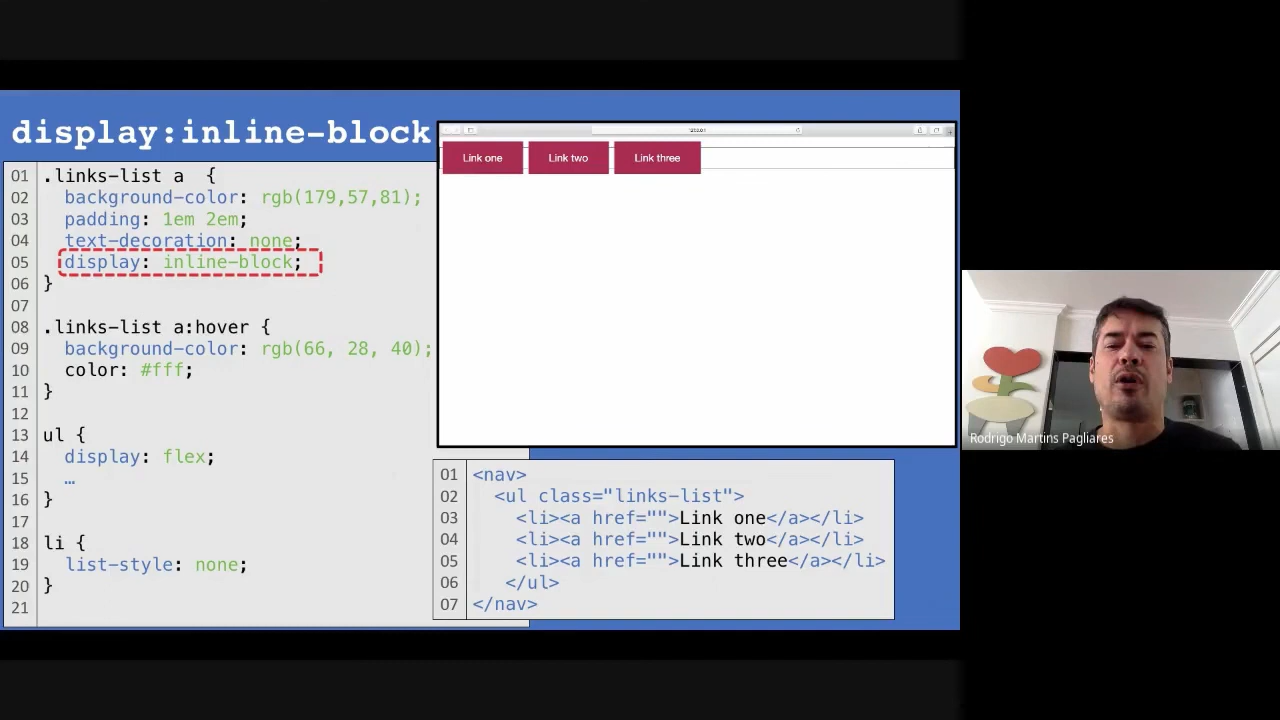 display:inline-block
01 .links-list a {
02 background-color: rgb(179,57,81);
03 padding: 1em 2em;
04 text-decoration: none;
05 display: inline-block;
06 }
07
08 .links-list a:hover {
09 background-color: rgb(66, 28, 40);
10 color: #fff;
11 }
12
13 ul {
14 display: flex;
15 …
16 }
17
18 li {
19 list-style: none;
20 }
21
Link one Link two Link three
01 <nav>
02 <ul class="links-list">
03 <li><a href="">Link one</a></li>
04 <li><a href="">Link two</a></li>
05 <li><a href="">Link three</a></li>
06 </ul>
07 </nav>
Rodrigo Martins Pagliares